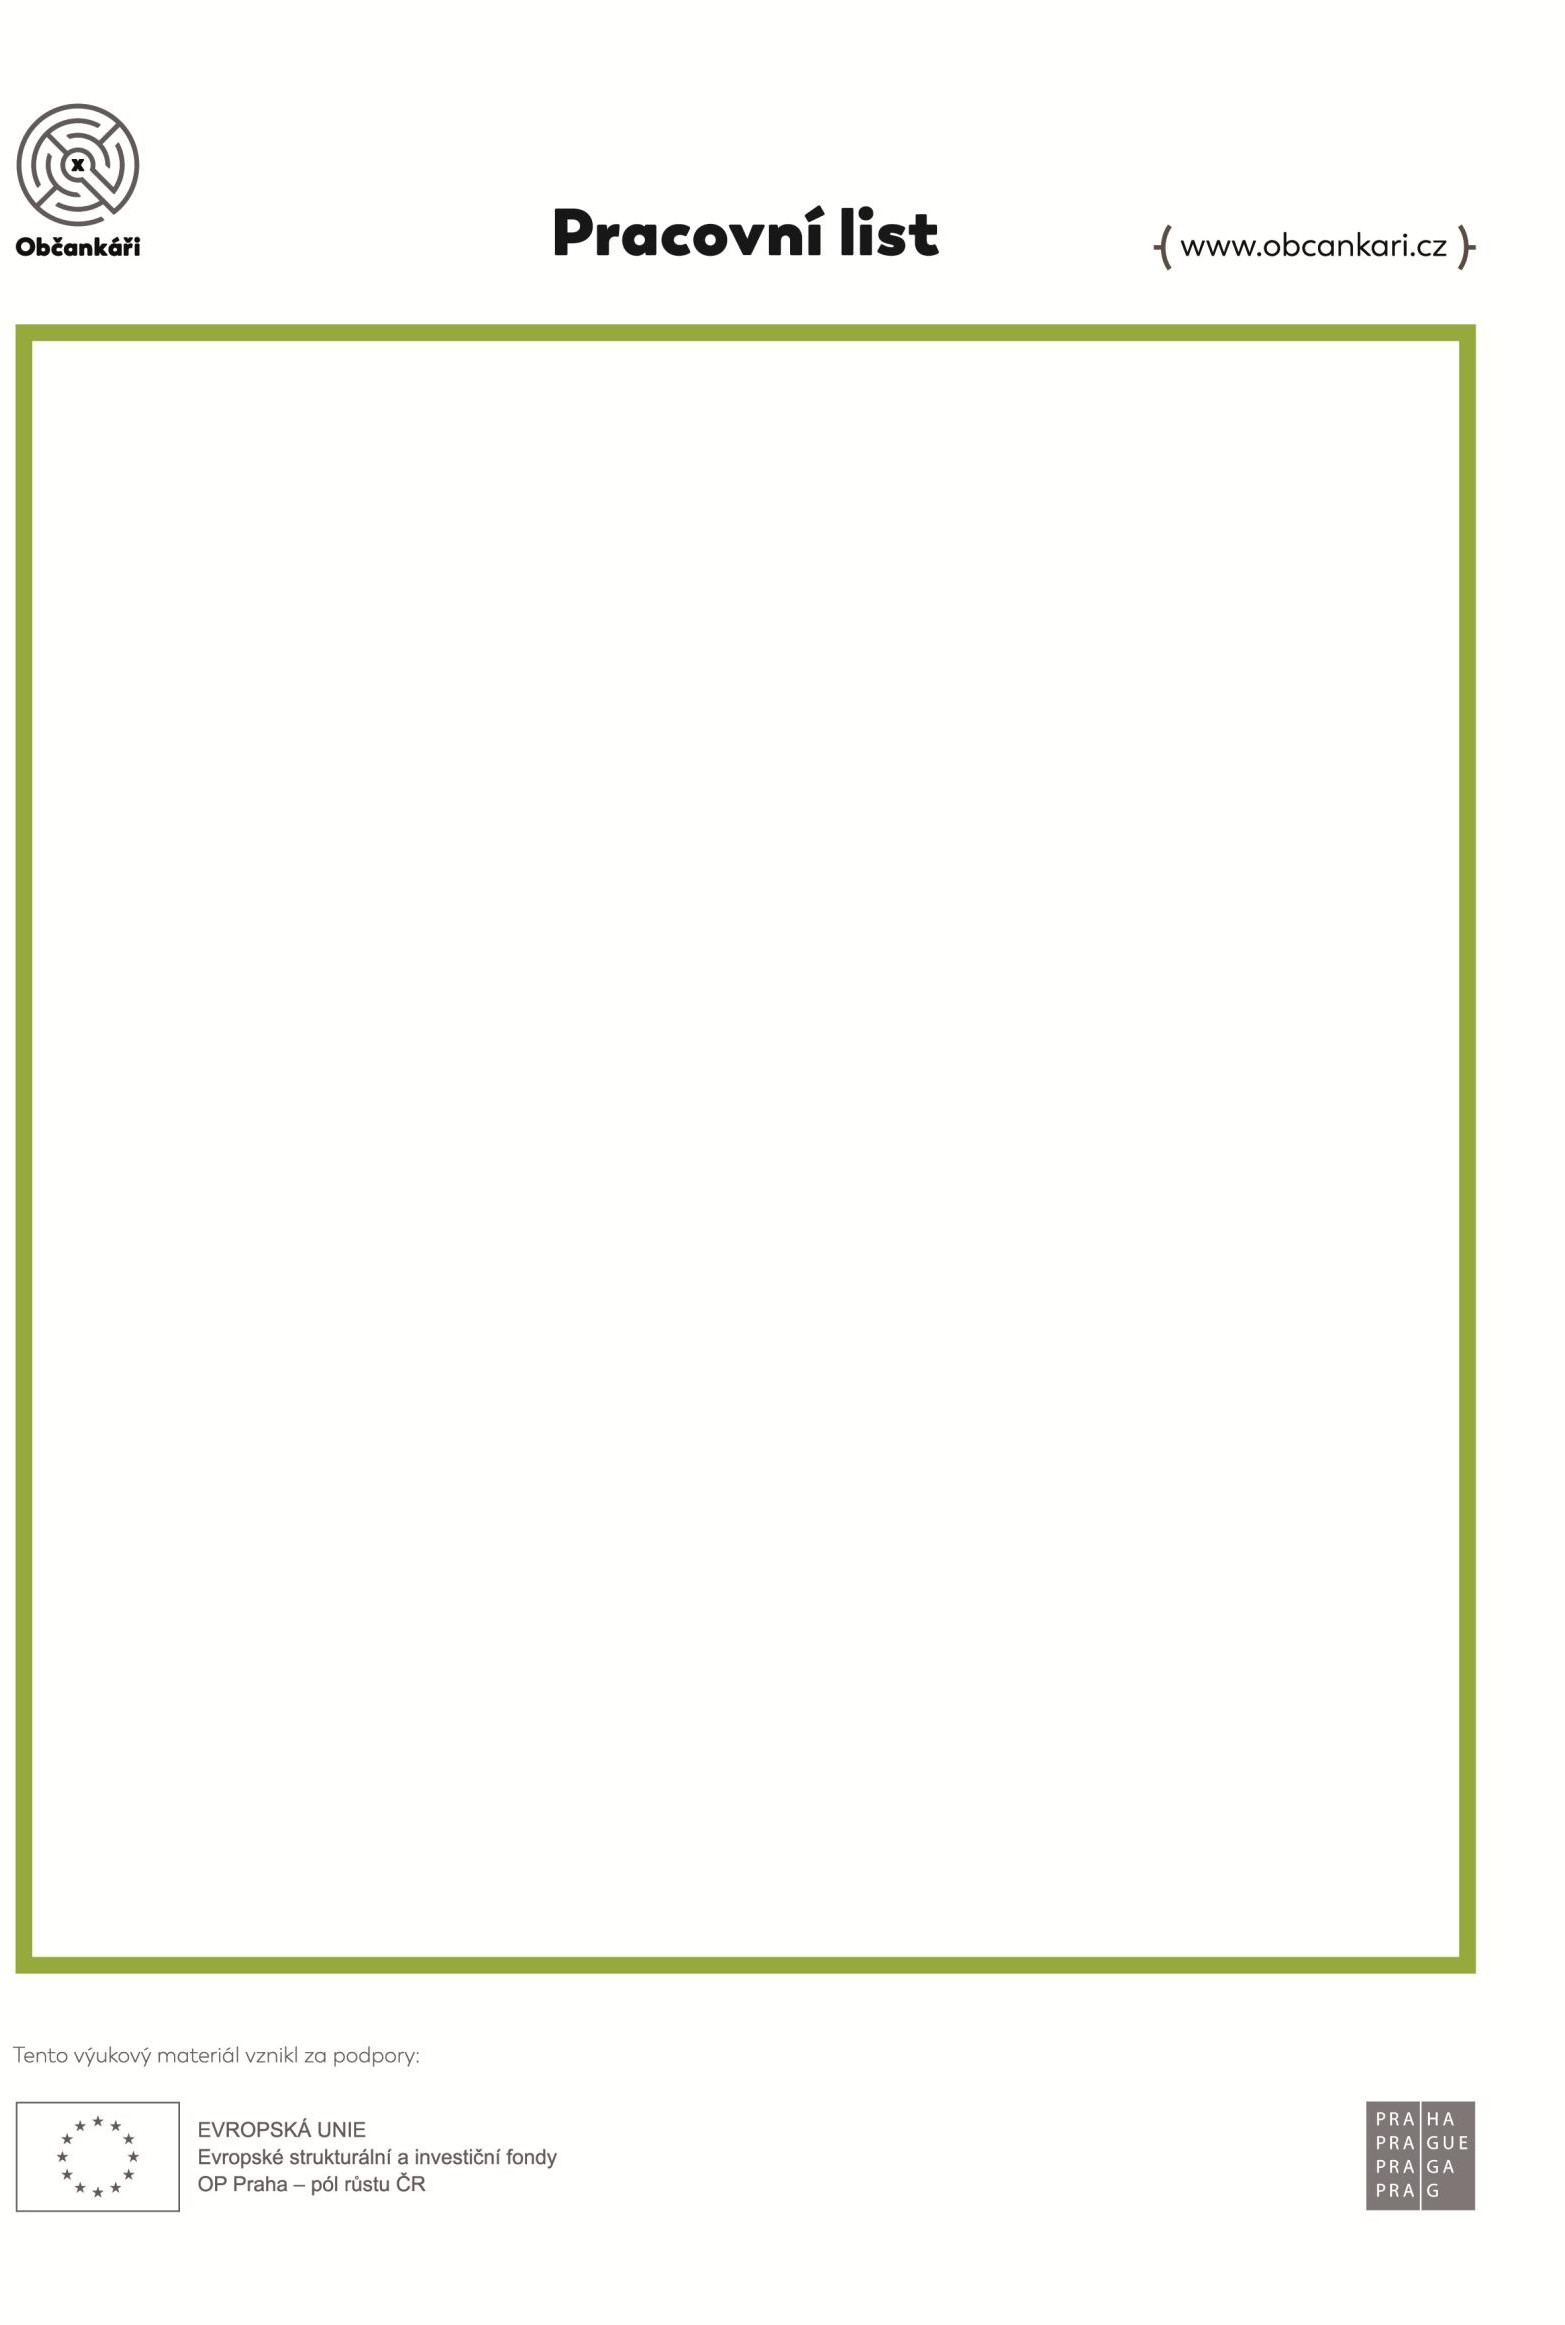 x
Občankáři
Pracovní list
www.obcankari.cz
Tento výukový materiál vznikl za podpory:
EVROPSKÁ UNIE
Evropské strukturální a investiční fondy
OP Praha – pól růstu ČR
PRA HA
PRA GUE
PRA GA
PRA G